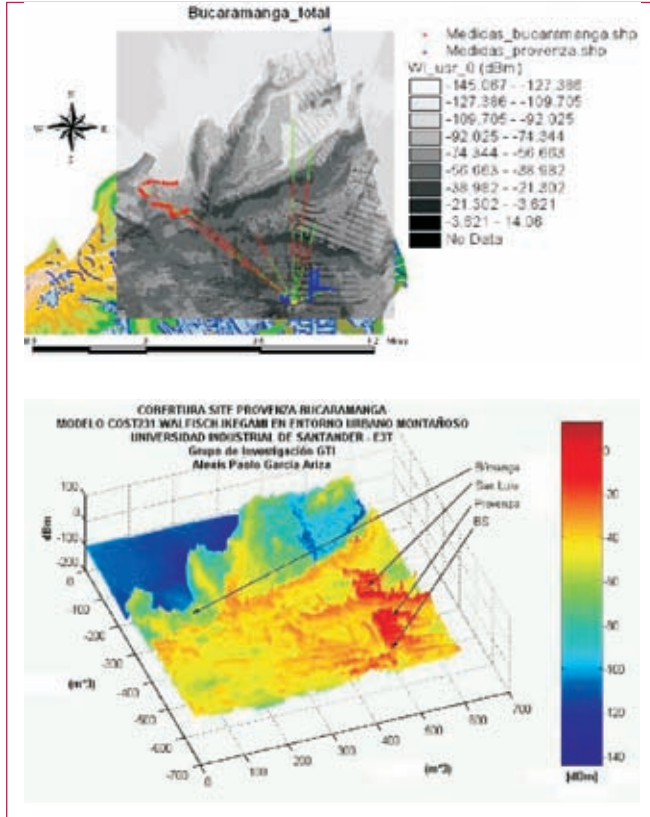 Bucaramanga_total
Medidas_bucaramanga.shp
Medidas_provenza.shp
(dBm)
-145.067 - -127.386
-127.386 - -109.705
-109.705 - -92.025
-92.025 - -74.344
-74.344 - -56.663
-56.663 - -38.982
-38.982 - -21.302
-21.302 - -3.621
-3.621 - 14.06
No Data
COBERTURA SITE PROVENZA-BUCARAMANGA
MODELO COST231 WALFISCH-IKEGAMI EN ENTORNO URBANO MONTAÑOSO
UNIVERSIDAD INDUSTRIAL DE SANTANDER - E3T
Grupo de Investigación GTI
Alexis Paolo García Ariza
B/manga
San Luis
Provenza
BS
dBm
100
0
-100
-200
0
-100
-200
-300
-400
-500
-600
-700
(m*3)
0
100
200
300
400
500
600
700
(m*3)
-20
-40
-60
-80
-100
-120
-140
[dBm]